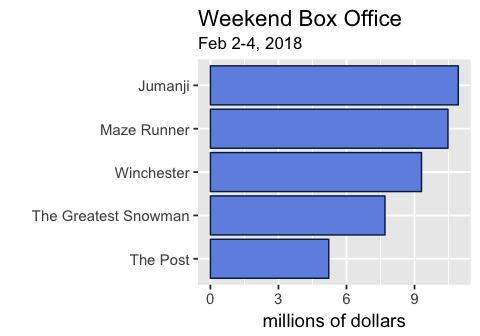 Weekend Box Office
Feb 2-4, 2018
Jumanji
Maze Runner
Winchester
The Greatest Snowman
The Post
0 3 6 9
millions of dollars